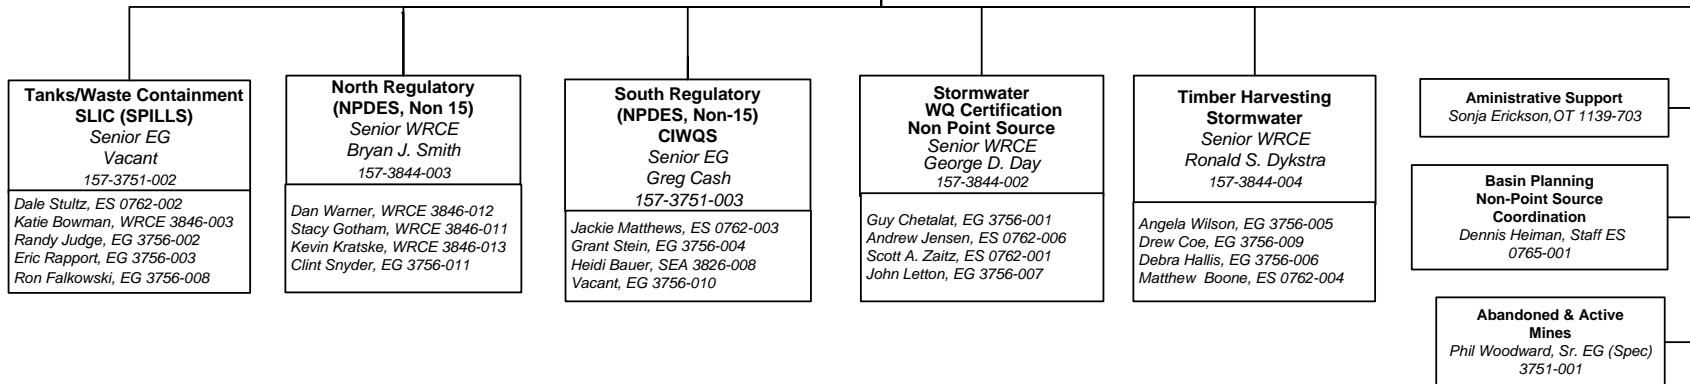 Tanks/Waste Containment
SLIC (SPILLS)
Senior EG
Vacant
157-3751-002
Dale Stultz, ES 0762-002
Katie Bowman, WRCE 3846-003
Randy Judge, EG 3756-002
Eric Rapport, EG 3756-003
Ron Falkowski, EG 3756-008
North Regulatory
(NPDES, Non 15)
Senior WRCE
Bryan J. Smith
157-3844-003
Dan Warner, WRCE 3846-012
Stacy Gotham, WRCE 3846-011
Kevin Kratske, WRCE 3846-013
Clint Snyder, EG 3756-011
South Regulatory
(NPDES, Non-15)
CIWQS
Senior EG
Greg Cash
157-3751-003
Jackie Matthews, ES 0762-003
Grant Stein, EG 3756-004
Heidi Bauer, SEA 3826-008
Vacant, EG 3756-010
Stormwater
WQ Certification
Non Point Source
Senior WRCE
George D. Day
157-3844-002
Guy Chetalat, EG 3756-001
Andrew Jensen, ES 0762-006
Scott A. Zaitz, ES 0762-001
John Letton, EG 3756-007
Timber Harvesting
Stormwater
Senior WRCE
Ronald S. Dykstra
157-3844-004
Angela Wilson, EG 3756-005
Drew Coe, EG 3756-009
Debra Hallis, EG 3756-006
Matthew Boone, ES 0762-004
Aministrative Support
Sonja Erickson,OT 1139-703
Basin Planning
Non-Point Source
Coordination
Dennis Heiman, Staff ES
0765-001
Abandoned & Active
Mines
Phil Woodward, Sr. EG (Spec)
3751-001